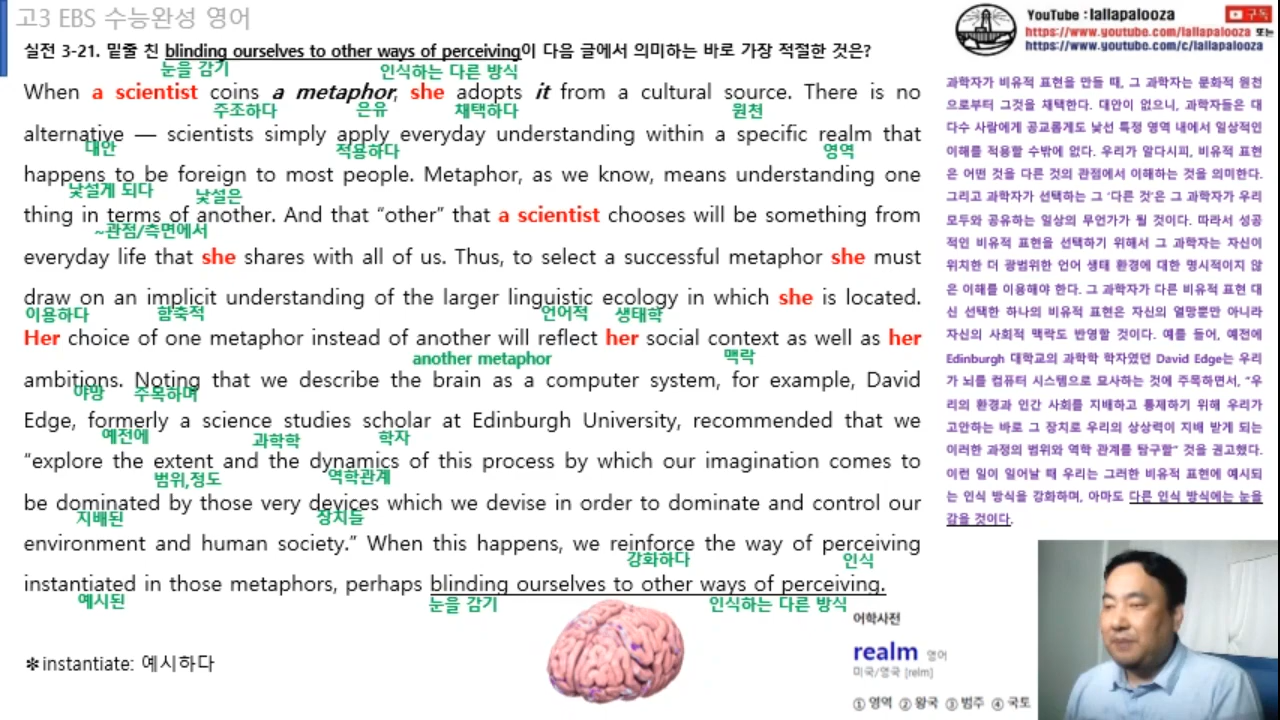 고3 EBS 수능완성 영어
실전 3-21. 밑줄 친 blinding ourselves to other ways of perceiving이 다음 글에서 의미하는 바로 가장 적절한 것은?
눈을 감기 인식하는 다른 방식
When a scientist coins a metaphor, she adopts it from a cultural source. There is no
주조하다 은유 채택하다 원천
alternative — scientists simply apply everyday understanding within a specific realm that
대안 적용하다 영역
happens to be foreign to most people. Metaphor, as we know, means understanding one
낯설게 되다 낯설은
thing in terms of another. And that “other” that a scientist chooses will be something from
~관점/측면에서
everyday life that she shares with all of us. Thus, to select a successful metaphor she must
draw on an implicit understanding of the larger linguistic ecology in which she is located.
이용하다 함축적 언어적 생태학
Her choice of one metaphor instead of another will reflect her social context as well as her
another metaphor 맥락
ambitions. Noting that we describe the brain as a computer system, for example, David
야망 주목하며
Edge, formerly a science studies scholar at Edinburgh University, recommended that we
예전에 과학학 학자
“explore the extent and the dynamics of this process by which our imagination comes to
범위,정도 역학관계
be dominated by those very devices which we devise in order to dominate and control our
지배된 장치들
environment and human society.” When this happens, we reinforce the way of perceiving
강화하다 인식
instantiated in those metaphors, perhaps blinding ourselves to other ways of perceiving.
예시된 눈을 감기 인식하는 다른 방식
✻instantiate: 예시하다
YouTube : lallapalooza 구독
https://www.youtube.com/lallapalooza 또는
https://www.youtube.com/c/lallapalooza
과학자가 비유적 표현을 만들 때, 그 과학자는 문화적 원천
으로부터 그것을 채택한다. 대안이 없으니, 과학자들은 대
다수 사람에게 공교롭게도 낯선 특정 영역 내에서 일상적인
이해를 적용할 수밖에 없다. 우리가 알다시피, 비유적 표현
은 어떤 것을 다른 것의 관점에서 이해하는 것을 의미한다.
그리고 과학자가 선택하는 그 ‘다른 것’은 그 과학자가 우리
모두와 공유하는 일상의 무언가가 될 것이다. 따라서 성공
적인 비유적 표현을 선택하기 위해서 그 과학자는 자신이
위치한 더 광범위한 언어 생태 환경에 대한 명시적이지 않
은 이해를 이용해야 한다. 그 과학자가 다른 비유적 표현 대
신 선택한 하나의 비유적 표현은 자신의 열망뿐만 아니라
자신의 사회적 맥락도 반영할 것이다. 예를 들어, 예전에
Edinburgh 대학교의 과학학 학자였던 David Edge는 우리
가 뇌를 컴퓨터 시스템으로 묘사하는 것에 주목하면서, “우
리의 환경과 인간 사회를 지배하고 통제하기 위해 우리가
고안하는 바로 그 장치로 우리의 상상력이 지배 받게 되는
이러한 과정의 범위와 역학 관계를 탐구할” 것을 권고했다.
이런 일이 일어날 때 우리는 그러한 비유적 표현에 예시되
는 인식 방식을 강화하며, 아마도 다른 인식 방식에는 눈을
감을 것이다.
어학사전
realm 영어
미국/영국 [relm]
① 영역 ② 왕국 ③ 범주 ④ 국토